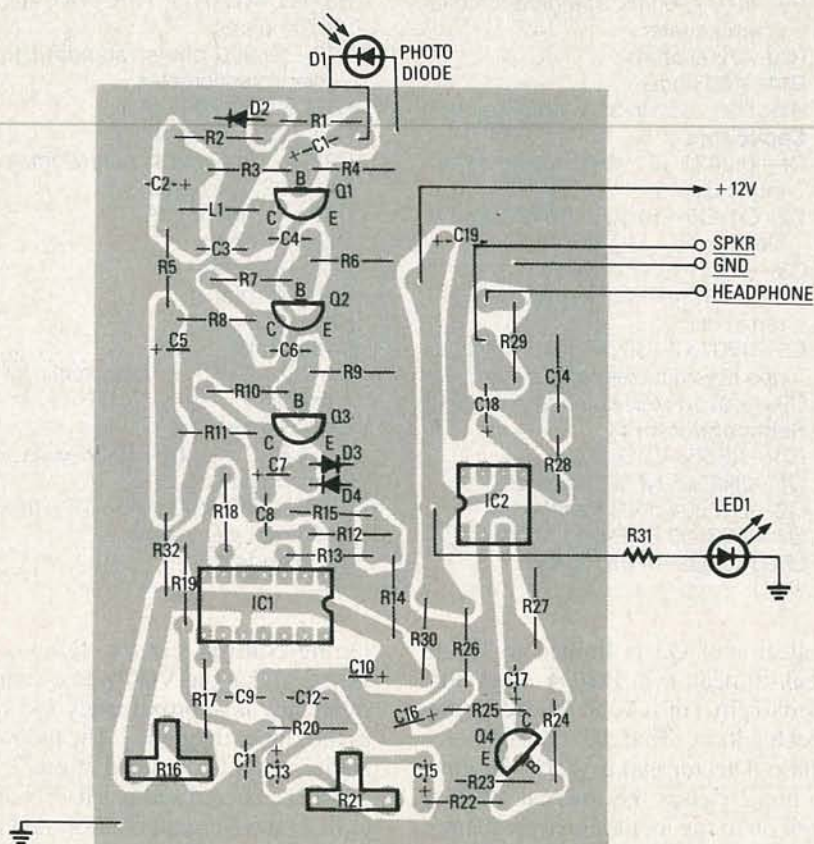 D1
PHOTO
DIODE
D2
R1
R2
+ -C1-
R3
R4
B
Q1
-C2-+
L1
C
E
+12V
C4
C3
+ -C19-
SPKR
R5
R6
GND
R7
HEADPHONE
B
Q2
R8
C
E
R29
+ C5
C6
R9
C14
R10
B
C18
+
Q3
R11
C
E
D3
C7
+
R28
D4
IC2
LED1
R18
C8
R15
R12
R31
R32
R13
R19
IC1
R14
R27
R30
R26
C10 +
C17
+
R17
C9
C12
C16 +
R25
C
R24
R20
Q4
E
B
R16
C11
+
C13
R21
+
C15
R23
R22